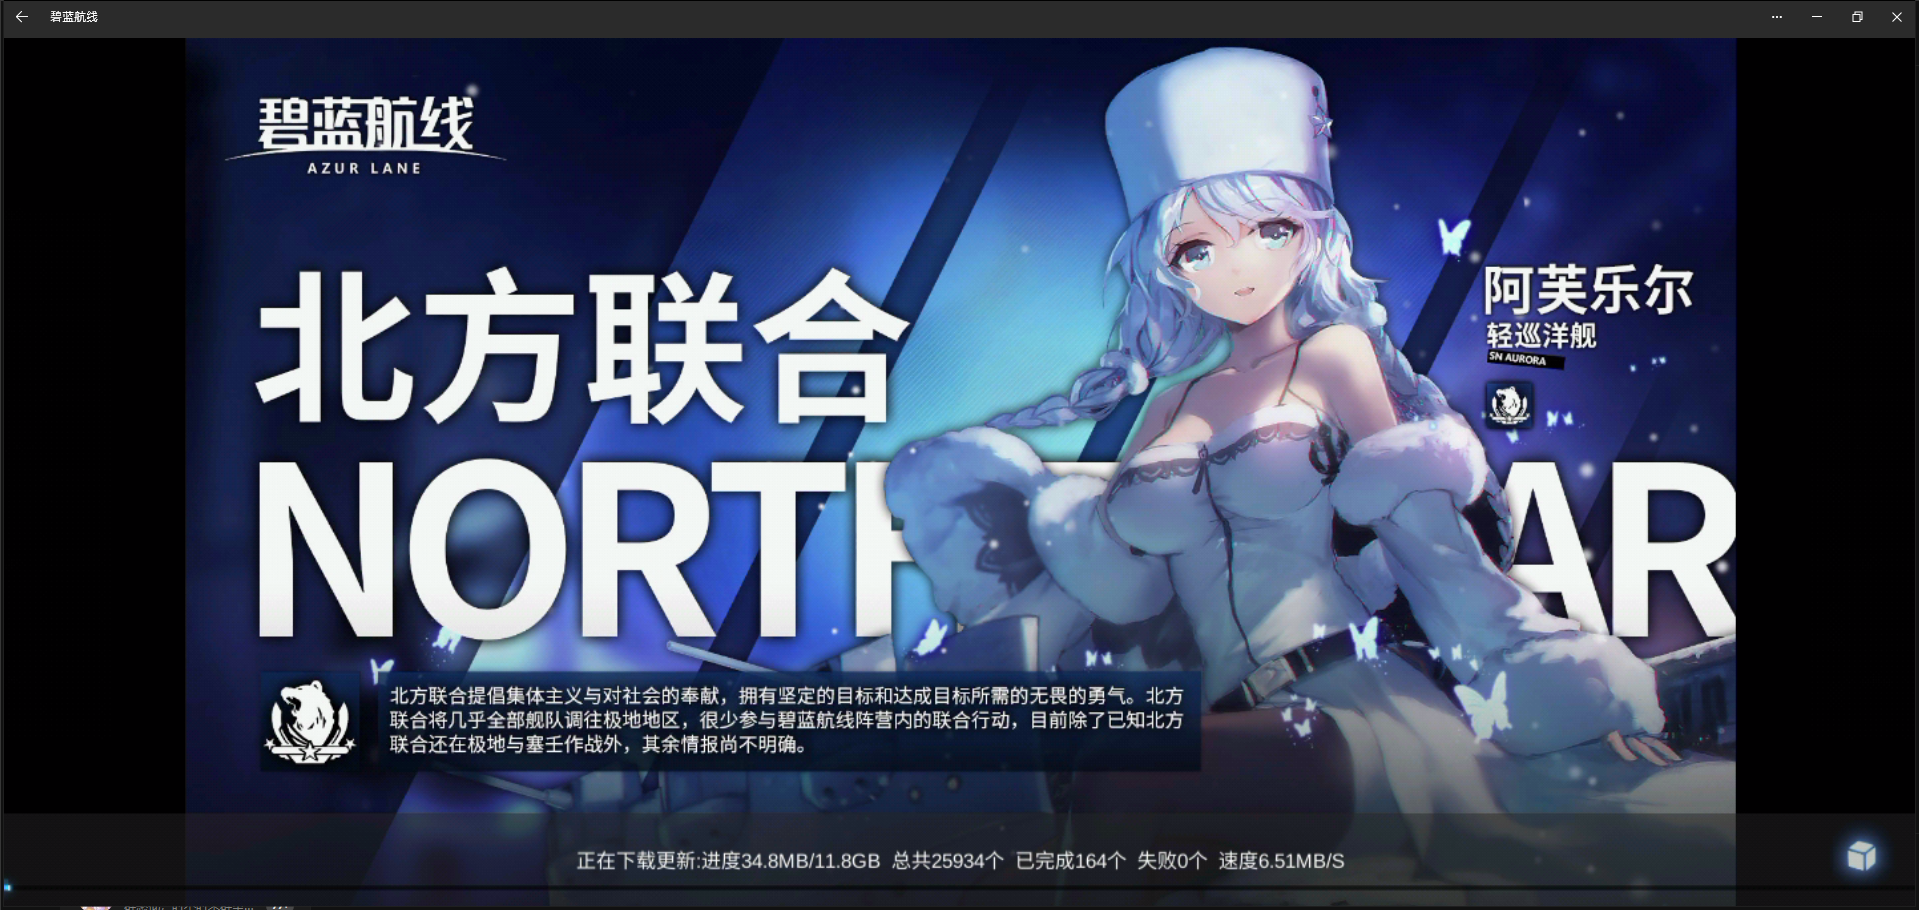 碧蓝航线
碧蓝航线
AZUR LANE
北方联合
阿芙乐尔
轻巡洋舰
SN AURORA
NORTH
AR
北方联合提倡集体主义与对社会的奉献，拥有坚定的目标和达成目标所需的无畏的勇气。北方
联合将几乎全部舰队调往极地地区，很少参与碧蓝航线阵营内的联合行动，目前除了已知北方
联合还在极地与塞壬作战外，其余情报尚不明确。
正在下载更新:进度34.8MB/11.8GB 总共25934个 已完成164个 失败0个 速度6.51MB/S